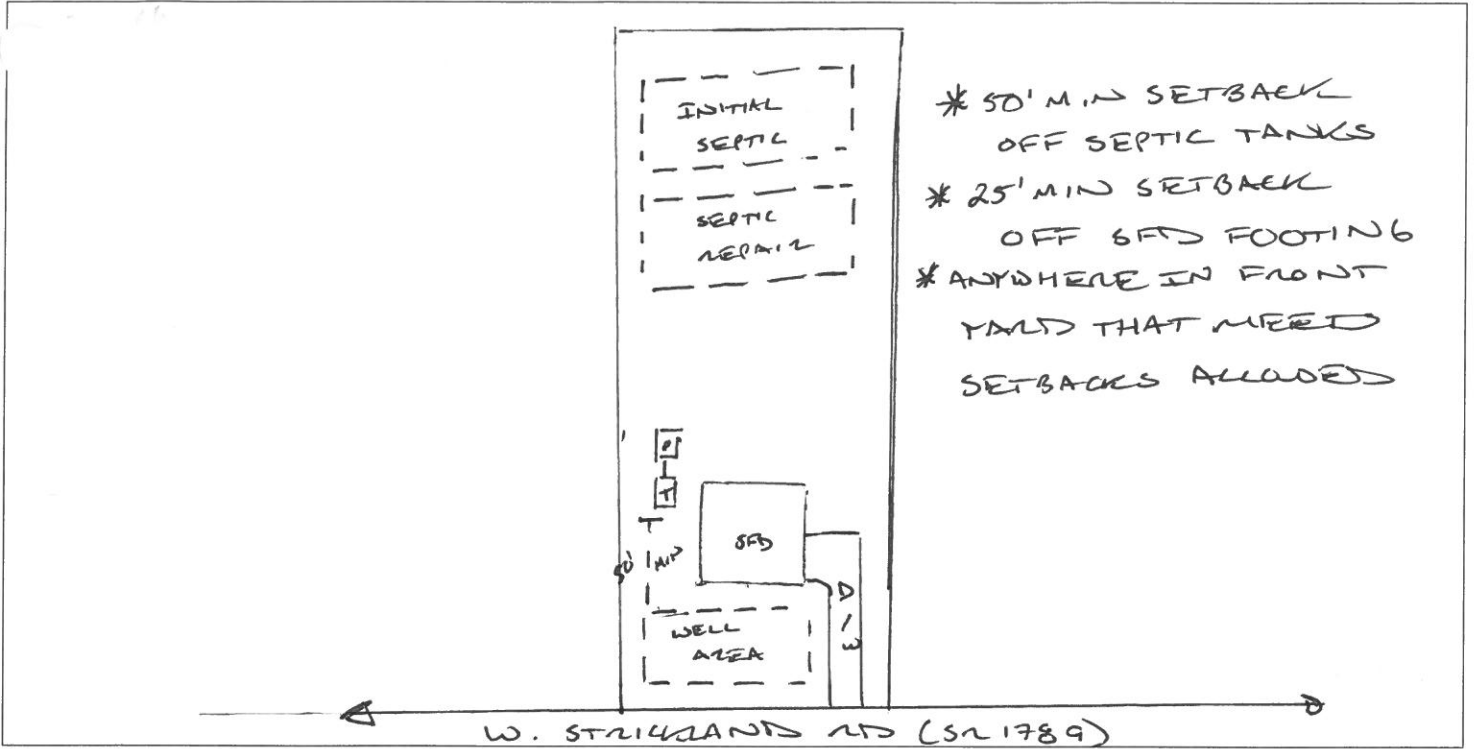 INITIAL
SEPTIC
SEPTIC
REPAIR
* 50' MIN SETBACK
OFF SEPTIC TANKS
* 25' MIN SETBACK
OFF SFD FOOTING
* ANYWHERE IN FRONT
YARD THAT MEETS
SETBACKS ALLOWED
P
T
SFD
50' MIN
D/W
WELL
AREA
W. STRICKLAND RD (SR 1789)